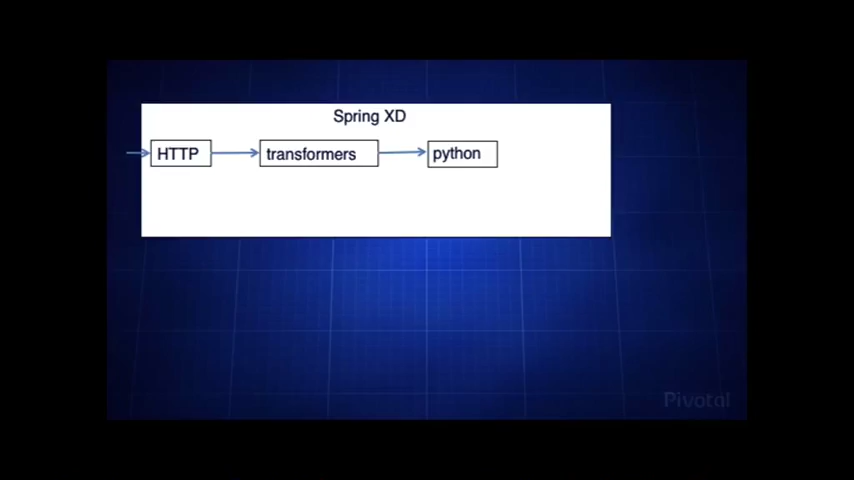 Spring XD
HTTP
transformers
python
Pivotal